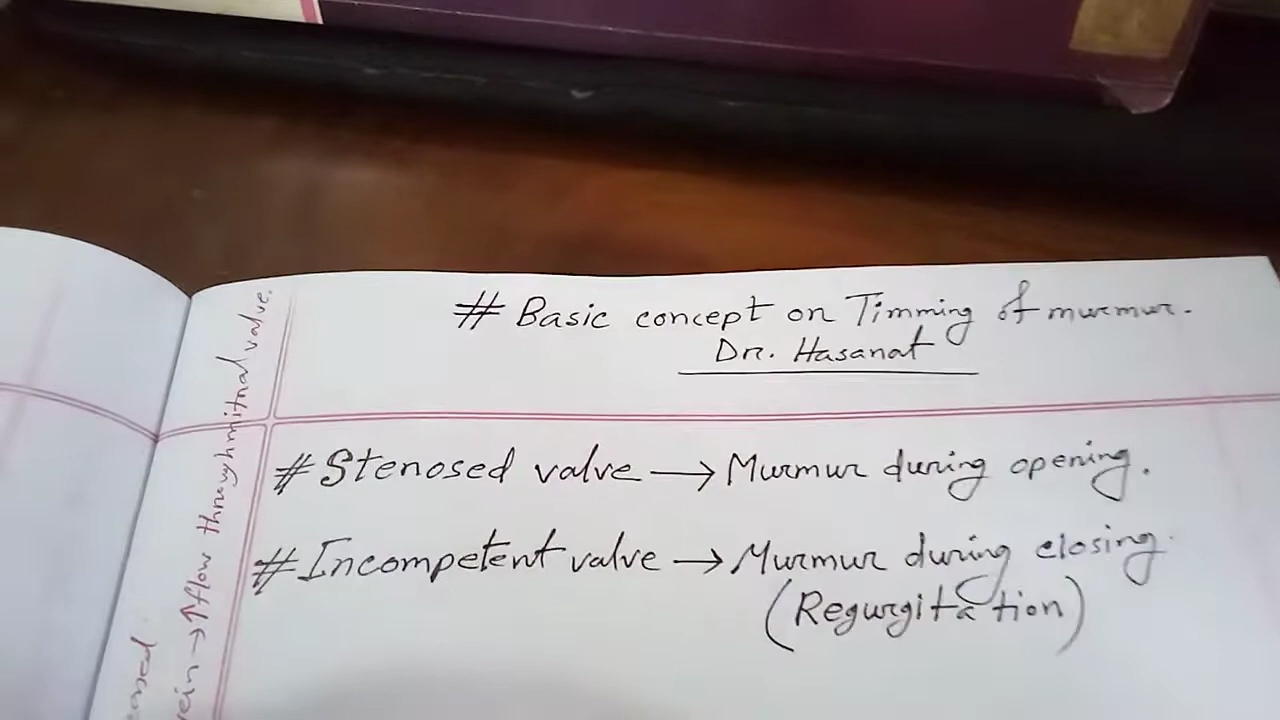 # Basic concept on Timming of murmur.
Dr. Hasanat
# Stenosed valve → Murmur during opening.
# Incompetent valve → Murmur during closing.
(Regurgitation)
vein → ↑flow through mitral valve.